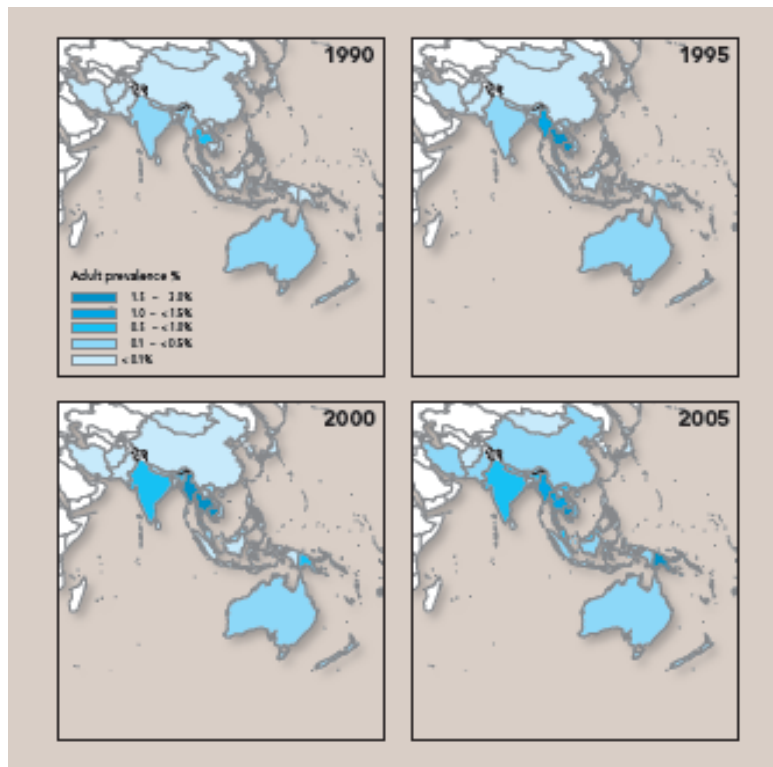 1990
1995
Adult prevalence %
1.5 – 2.0%
1.0 – <1.5%
0.5 – <1.0%
0.1 – <0.5%
<0.1%
2000
2005